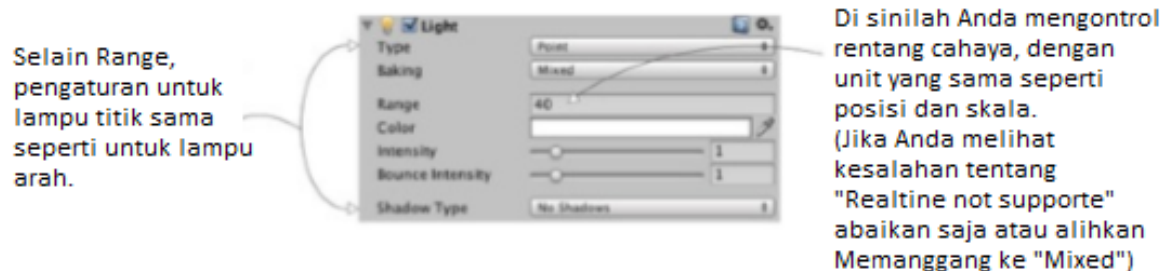 Selain Range,
pengaturan untuk
lampu titik sama
seperti untuk lampu
arah.
Light
Type Point
Baking Mixed
Range 40
Color
Intensity 1
Bounce Intensity 1
Shadow Type No Shadows
Di sinilah Anda mengontrol
rentang cahaya, dengan
unit yang sama seperti
posisi dan skala.
(Jika Anda melihat
kesalahan tentang
"Realtine not supporte"
abaikan saja atau alihkan
Memanggang ke "Mixed")